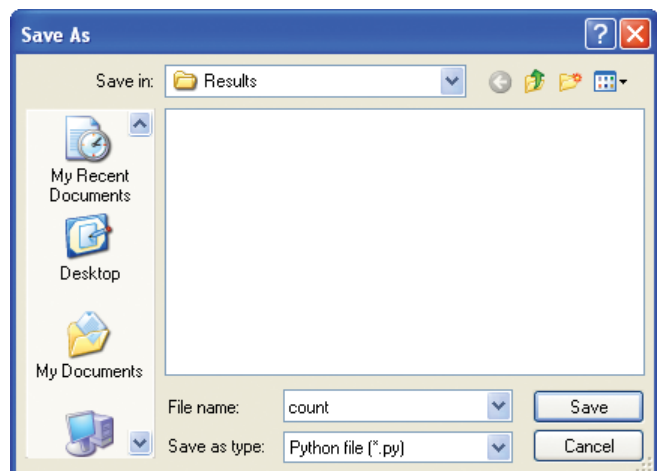 Save As
Save in: Results
My Recent
Documents
Desktop
My Documents
File name: count Save
Save as type: Python file (*.py) Cancel